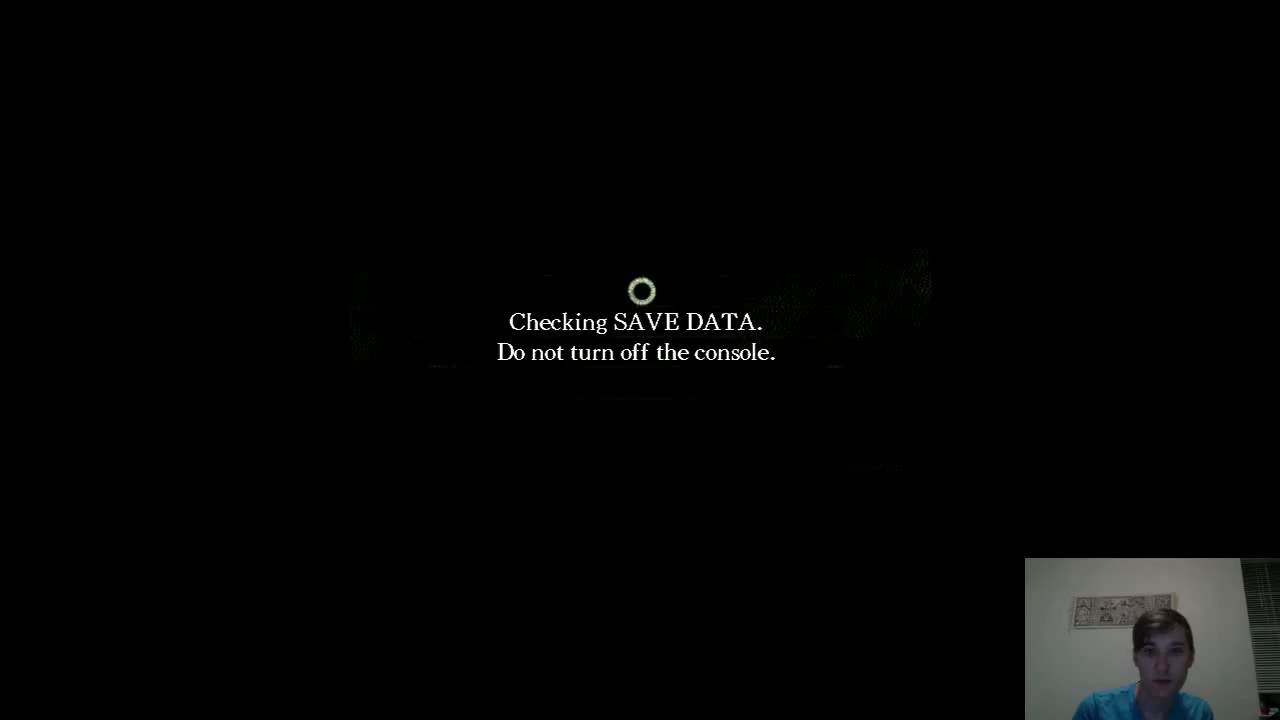 Checking SAVE DATA.
Do not turn off the console.